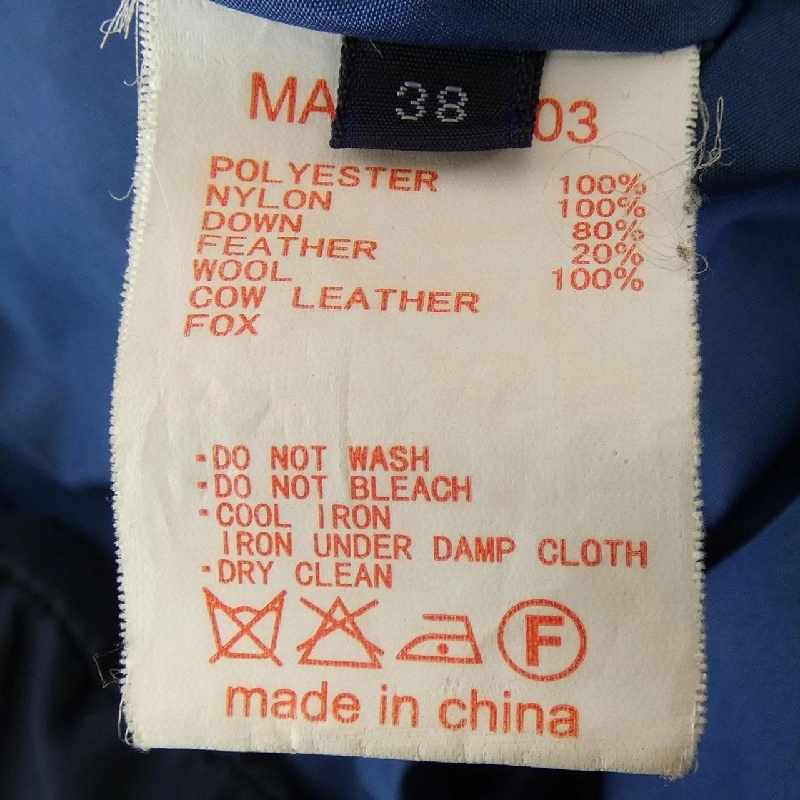 38
MA 03
POLYESTER 100%
NYLON 100%
DOWN 80%
FEATHER 20%
WOOL 100%
COW LEATHER
FOX
·DO NOT WASH
·DO NOT BLEACH
·COOL IRON
IRON UNDER DAMP CLOTH
·DRY CLEAN
F
made in china